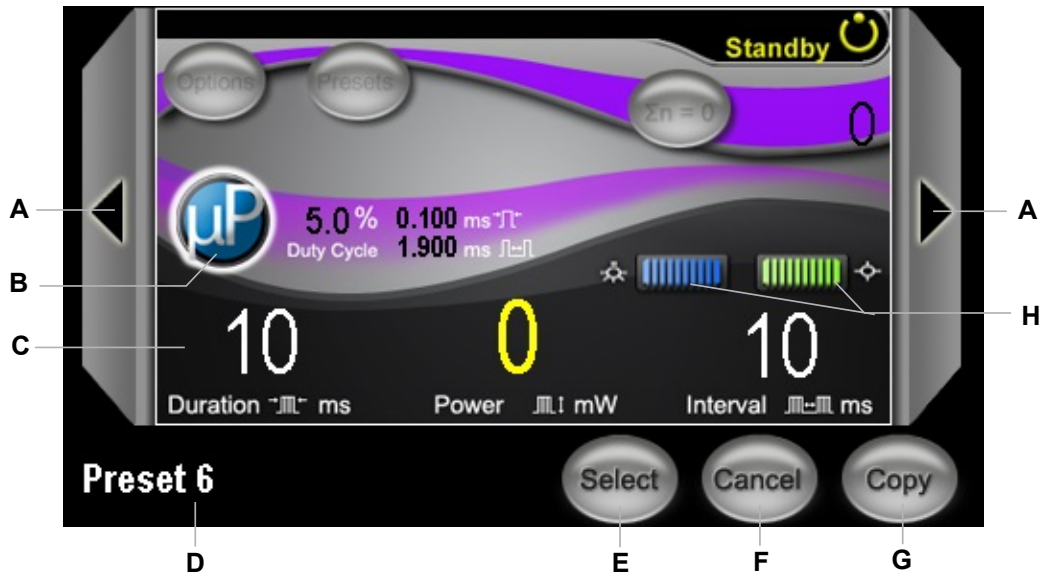 Standby
Options Presets
Σn = 0 0
A A
µP 5.0 % 0.100 ms
Duty Cycle 1.900 ms
B
H
C 10 0 10
Duration ms Power mW Interval ms
Preset 6 Select Cancel Copy
D E F G